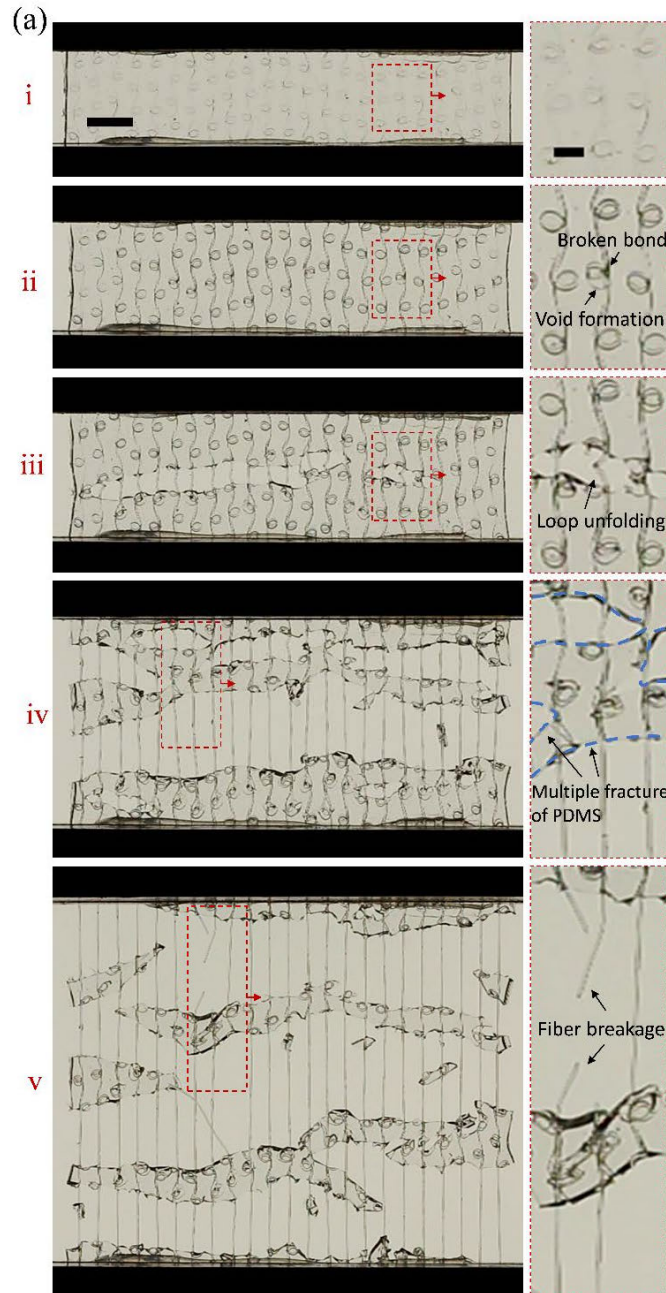 (a)
i
ii
Broken bond
Void formation
iii
Loop unfolding
iv
Multiple fracture
of PDMS
v
Fiber breakage